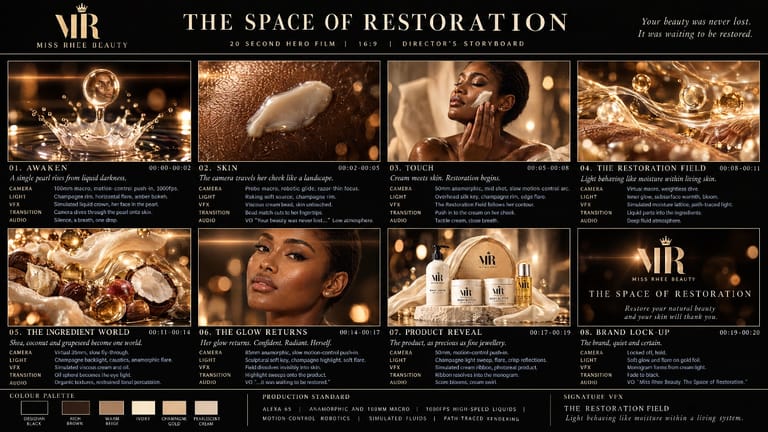 MR
MISS RHEE BEAUTY
THE SPACE OF RESTORATION
20 SECOND HERO FILM | 16:9 | DIRECTOR'S STORYBOARD
Your beauty was never lost.
It was waiting to be restored.
01. AWAKEN 00:00-00:02
A single pearl rises from liquid darkness.
CAMERA 100mm macro, motion-control push-in, 1000fps.
LIGHT Champagne rim, horizontal flare, amber bokeh.
VFX Simulated liquid crown, her face in the pearl.
TRANSITION Camera dives through the pearl onto skin.
AUDIO Silence, a breath, one drop.
02. SKIN 00:02-00:05
The camera travels her cheek like a landscape.
CAMERA Probe macro, robotic glide, razor-thin focus.
LIGHT Raking soft source, champagne rim.
VFX Viscous cream bead, skin untouched.
TRANSITION Bead match cuts to her fingertips.
AUDIO VO "Your beauty was never lost..." Low atmosphere.
03. TOUCH 00:05-00:08
Cream meets skin. Restoration begins.
CAMERA 50mm anamorphic, mid shot, slow motion-control arc.
LIGHT Overhead silk key, champagne rim, edge flare.
VFX The Restoration Field follows her contour.
TRANSITION Push in to the cream on her cheek.
AUDIO Tactile cream, close breath.
04. THE RESTORATION FIELD 00:08-00:11
Light behaving like moisture within living skin.
CAMERA Virtual macro, weightless dive.
LIGHT Inner glow, subsurface warmth, bloom.
VFX Simulated moisture lattice, path-traced light.
TRANSITION Liquid parts into the ingredients.
AUDIO Deep fluid atmosphere.
05. THE INGREDIENT WORLD 00:11-00:14
Shea, coconut and grapeseed become one world.
CAMERA Virtual 35mm, slow fly-through.
LIGHT Champagne backlight, caustics, anamorphic flare.
VFX Simulated viscous cream and oil.
TRANSITION Oil sphere becomes the eye light.
AUDIO Organic textures, restrained tonal percussion.
06. THE GLOW RETURNS 00:14-00:17
Her glow returns. Confident. Radiant. Herself.
CAMERA 85mm anamorphic, slow motion-control push-in.
LIGHT Sculptural soft key, champagne highlight, soft flare.
VFX Field dissolves invisibly into skin.
TRANSITION Highlight sweeps onto the product.
AUDIO VO "...it was waiting to be restored."
MR
MR
07. PRODUCT REVEAL 00:17-00:19
The product, as precious as fine jewellery.
CAMERA 50mm, motion-control push-in.
LIGHT Champagne light sweep, flare, crisp reflections.
VFX Simulated cream ribbon, photoreal product.
TRANSITION Ribbon resolves into the monogram.
AUDIO Score blooms, cream swirl.
MR
MISS RHEE BEAUTY
THE SPACE OF RESTORATION
Restore your natural beauty
and your skin will thank you.
08. BRAND LOCK-UP 00:19-00:20
The brand, quiet and certain.
CAMERA Locked off, hold.
LIGHT Soft glow and flare on gold foil.
VFX Monogram forms from cream light.
TRANSITION Fade to black.
AUDIO VO "Miss Rhee Beauty. The Space of Restoration."
COLOUR PALETTE
OBSIDIAN BLACK
RICH BROWN
WARM BEIGE
IVORY
CHAMPAGNE GOLD
PEARLESCENT CREAM
PRODUCTION STANDARD
ALEXA 65 | ANAMORPHIC AND 100MM MACRO | 1000FPS HIGH-SPEED LIQUIDS |
MOTION-CONTROL ROBOTICS | SIMULATED FLUIDS | PATH-TRACED RENDERING
SIGNATURE VFX
THE RESTORATION FIELD
Light behaving like moisture within a living system.